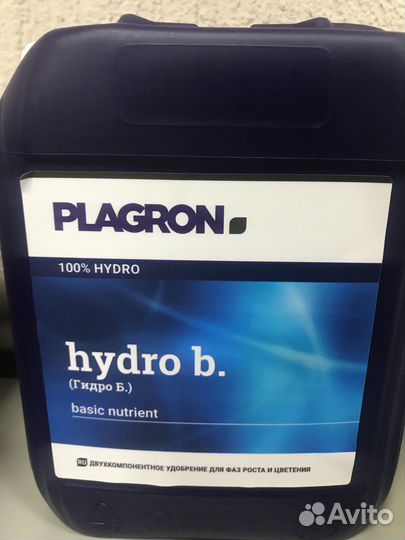 PLAGRON
100% HYDRO
hydro b.
(Гидро Б.)
basic nutrient
RU ДВУХКОМПОНЕНТНОЕ УДОБРЕНИЕ ДЛЯ ФАЗ РОСТА И ЦВЕТЕНИЯ
Avito